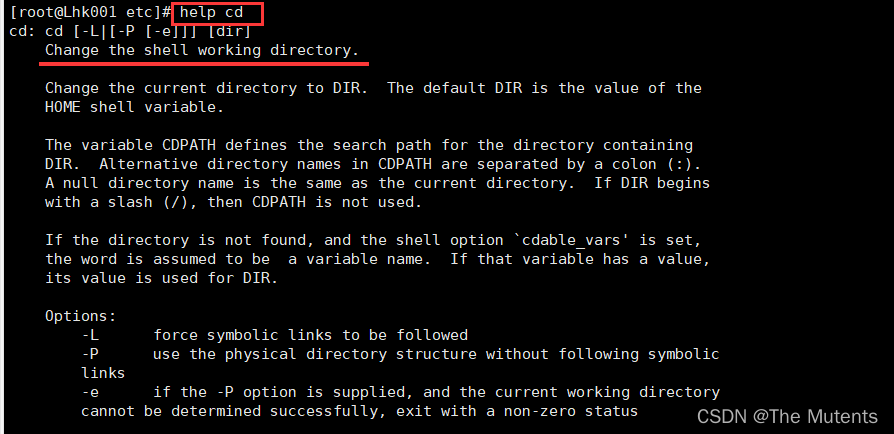 [root@Lhk001 etc]# help cd
cd: cd [-L|[-P [-e]]] [dir]
Change the shell working directory.
Change the current directory to DIR.  The default DIR is the value of the
HOME shell variable.
The variable CDPATH defines the search path for the directory containing
DIR.  Alternative directory names in CDPATH are separated by a colon (:).
A null directory name is the same as the current directory.  If DIR begins
with a slash (/), then CDPATH is not used.
If the directory is not found, and the shell option `cdable_vars' is set,
the word is assumed to be  a variable name.  If that variable has a value,
its value is used for DIR.
Options:
-L      force symbolic links to be followed
-P      use the physical directory structure without following symbolic
links
-e      if the -P option is supplied, and the current working directory
cannot be determined successfully, exit with a non-zero status
CSDN @The Mutents